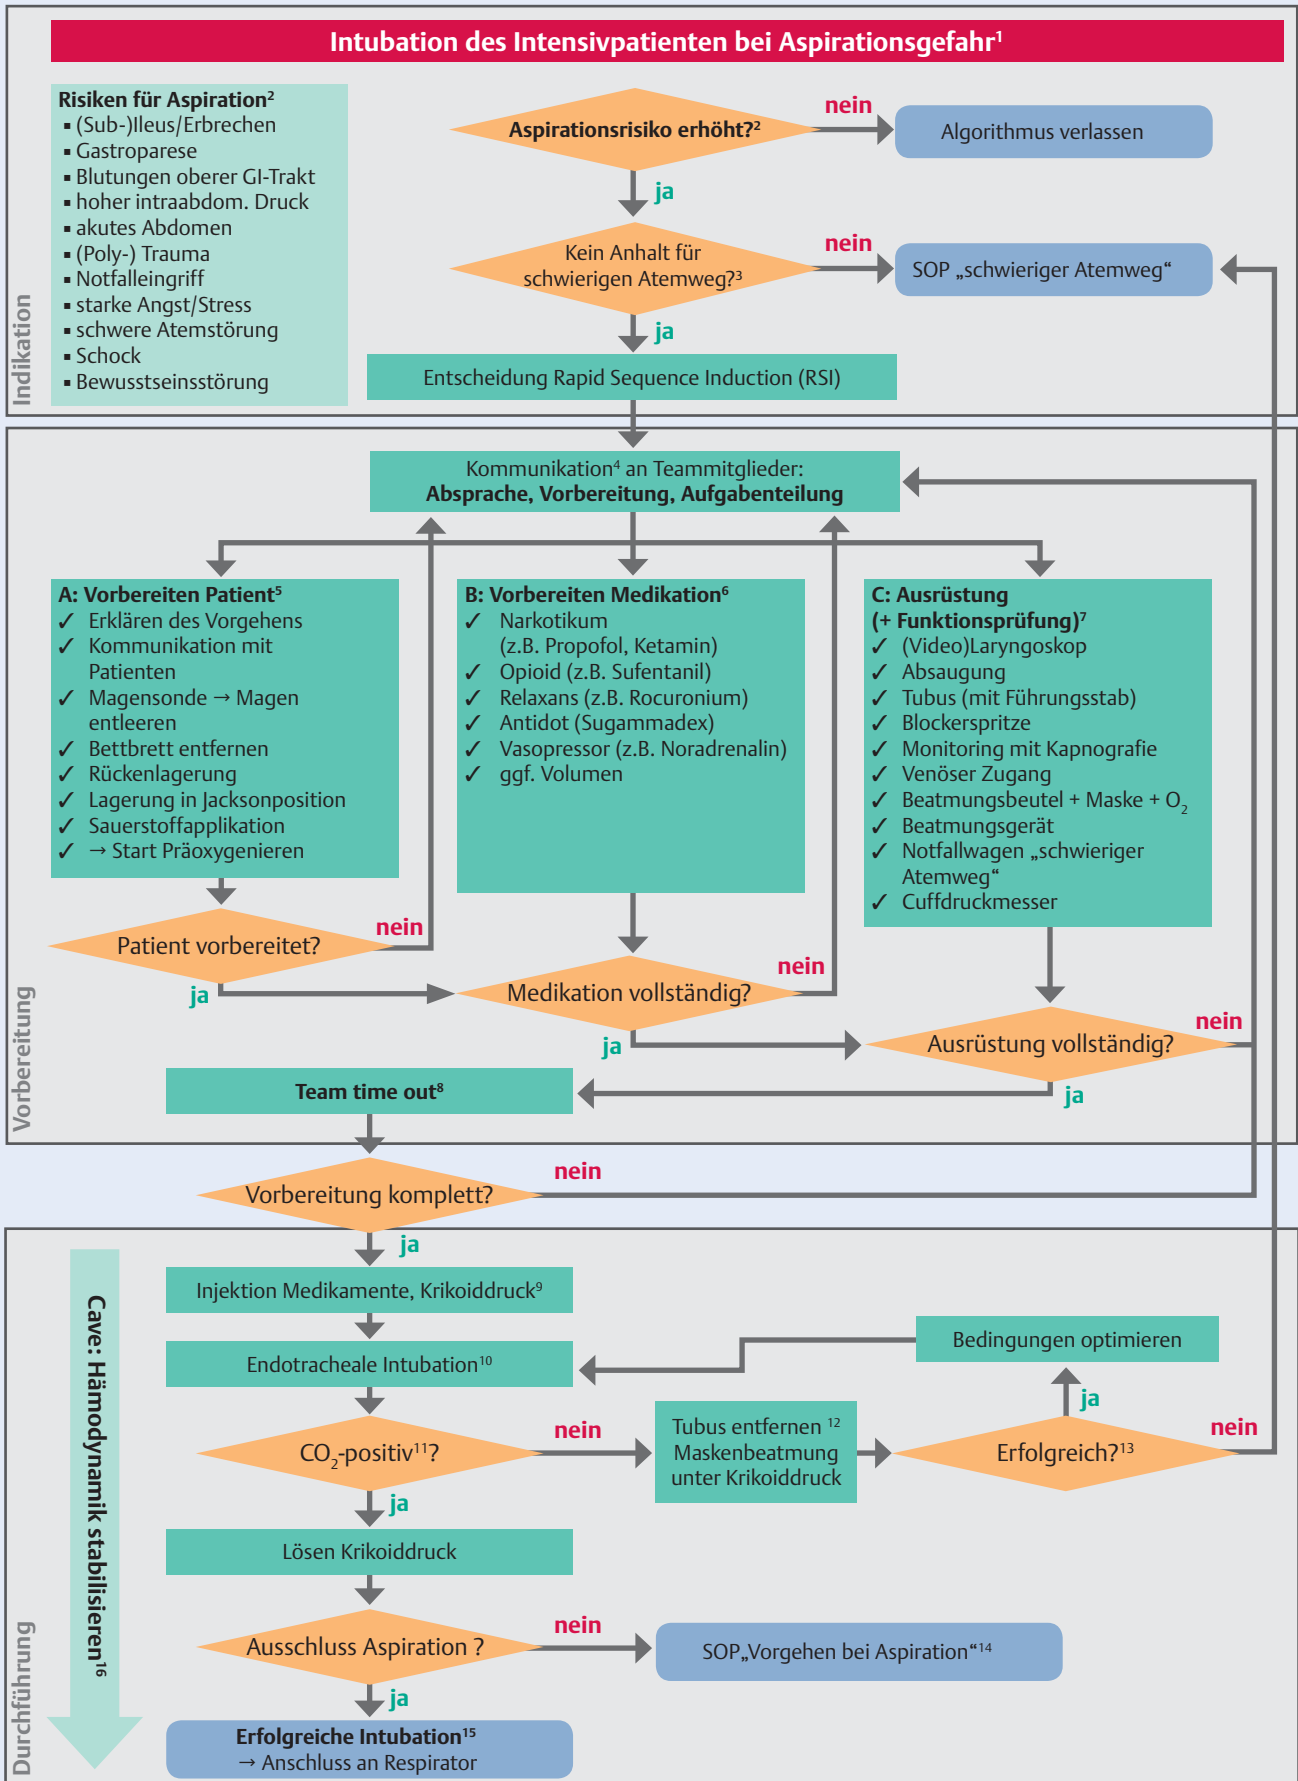 Intubation des Intensivpatienten bei Aspirationsgefahr¹
Indikation
Risiken für Aspiration²
▪ (Sub-)Ileus/Erbrechen
▪ Gastroparese
▪ Blutungen oberer GI-Trakt
▪ hoher intraabdom. Druck
▪ akutes Abdomen
▪ (Poly-) Trauma
▪ Notfalleingriff
▪ starke Angst/Stress
▪ schwere Atemstörung
▪ Schock
▪ Bewusstseinsstörung
Aspirationsrisiko erhöht?²
nein
Algorithmus verlassen
ja
Kein Anhalt für
schwierigen Atemweg?³
nein
SOP „schwieriger Atemweg“
ja
Entscheidung Rapid Sequence Induction (RSI)
Vorbereitung
Kommunikation⁴ an Teammitglieder:
Absprache, Vorbereitung, Aufgabenteilung
A: Vorbereiten Patient⁵
✓ Erklären des Vorgehens
✓ Kommunikation mit
Patienten
✓ Magensonde → Magen
entleeren
✓ Bettbrett entfernen
✓ Rückenlagerung
✓ Lagerung in Jacksonposition
✓ Sauerstoffapplikation
✓ → Start Präoxygenieren
B: Vorbereiten Medikation⁶
✓ Narkotikum
(z.B. Propofol, Ketamin)
✓ Opioid (z.B. Sufentanil)
✓ Relaxans (z.B. Rocuronium)
✓ Antidot (Sugammadex)
✓ Vasopressor (z.B. Noradrenalin)
✓ ggf. Volumen
C: Ausrüstung
(+ Funktionsprüfung)⁷
✓ (Video)Laryngoskop
✓ Absaugung
✓ Tubus (mit Führungsstab)
✓ Blockerspritze
✓ Monitoring mit Kapnografie
✓ Venöser Zugang
✓ Beatmungsbeutel + Maske + O₂
✓ Beatmungsgerät
✓ Notfallwagen „schwieriger
Atemweg“
✓ Cuffdruckmesser
Patient vorbereitet?
nein
ja
Medikation vollständig?
nein
ja
Ausrüstung vollständig?
nein
ja
Team time out⁸
Vorbereitung komplett?
nein
ja
Durchführung
Cave: Hämodynamik stabilisieren¹⁶
Injektion Medikamente, Krikoiddruck⁹
Endotracheale Intubation¹⁰
Bedingungen optimieren
CO₂-positiv¹¹?
nein
Tubus entfernen ¹²
Maskenbeatmung
unter Krikoiddruck
Erfolgreich?¹³
ja
nein
ja
Lösen Krikoiddruck
Ausschluss Aspiration ?
nein
SOP„Vorgehen bei Aspiration“¹⁴
ja
Erfolgreiche Intubation¹⁵
→ Anschluss an Respirator